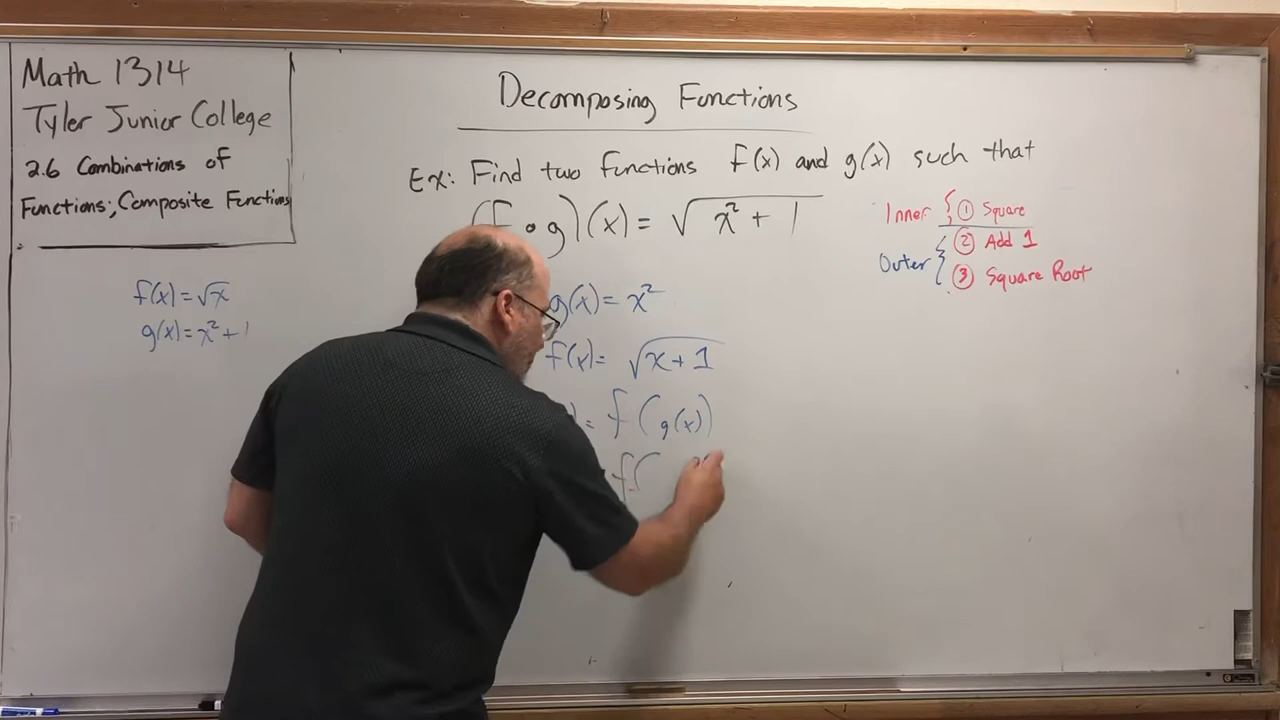 Math 1314
Tyler Junior College
2.6 Combinations of
Functions; Composite Functions
Decomposing Functions
Ex: Find two functions f(x) and g(x) such that
(f∘g)(x) = √(x² + 1)
Inner { ① Square
Outer { ② Add 1
③ Square Root
f(x) = √x
g(x) = x² + 1
g(x) = x²
f(x) = √(x + 1)
) = f(g(x))
f(